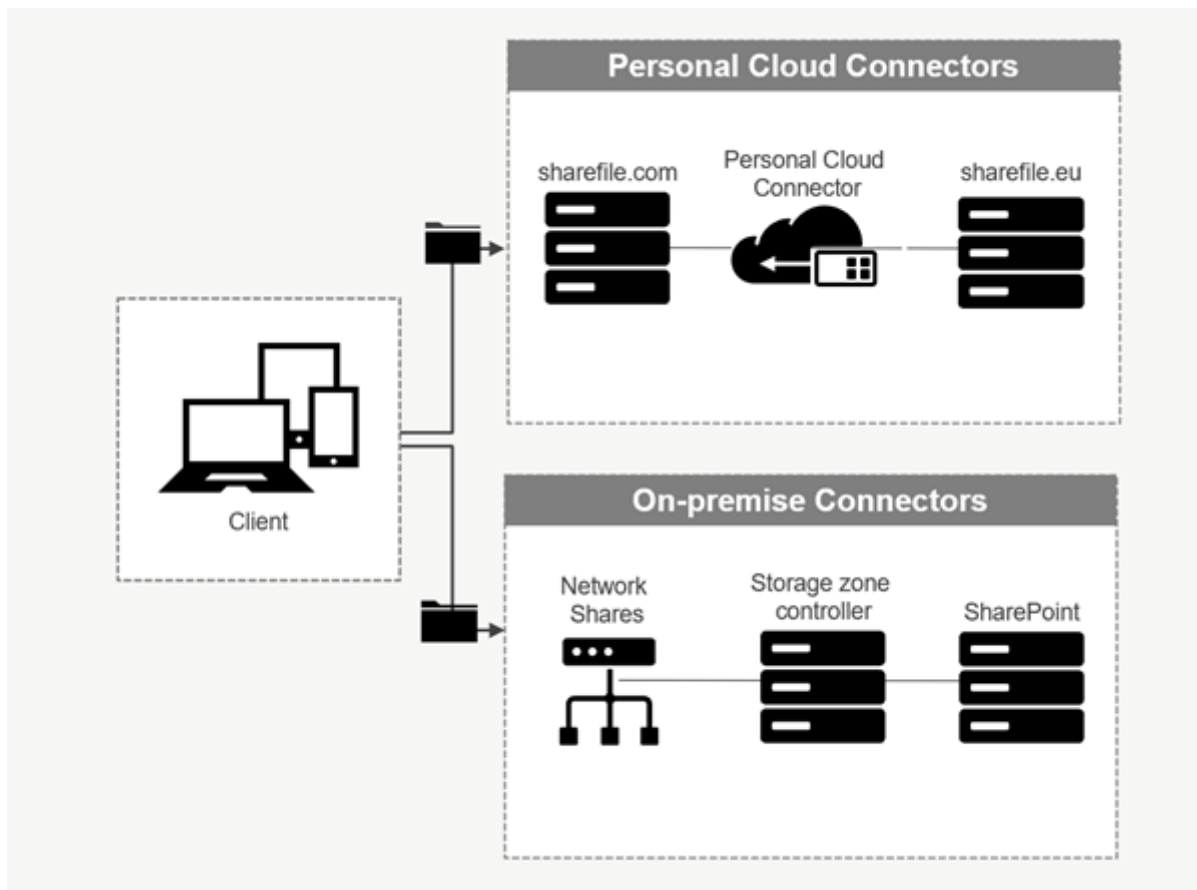 Personal Cloud Connectors
sharefile.com
Personal Cloud
Connector
sharefile.eu
Client
On-premise Connectors
Network
Shares
Storage zone
controller
SharePoint